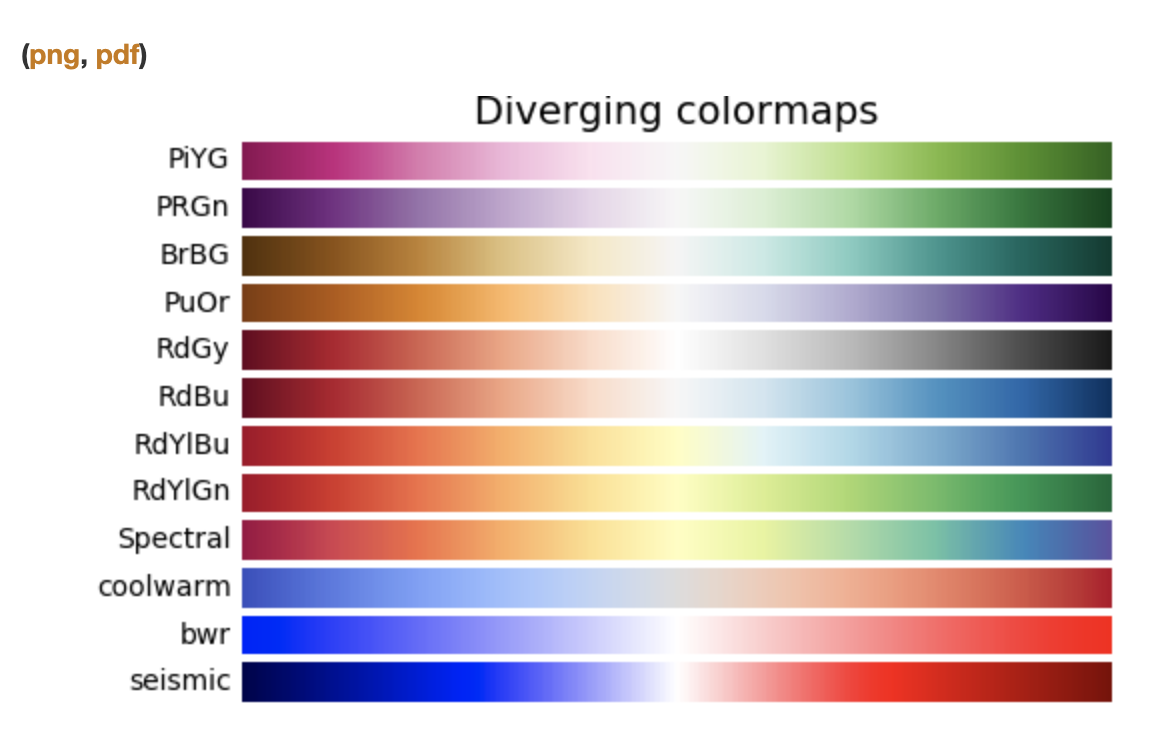 (png, pdf)
Diverging colormaps
PiYG
PRGn
BrBG
PuOr
RdGy
RdBu
RdYlBu
RdYlGn
Spectral
coolwarm
bwr
seismic